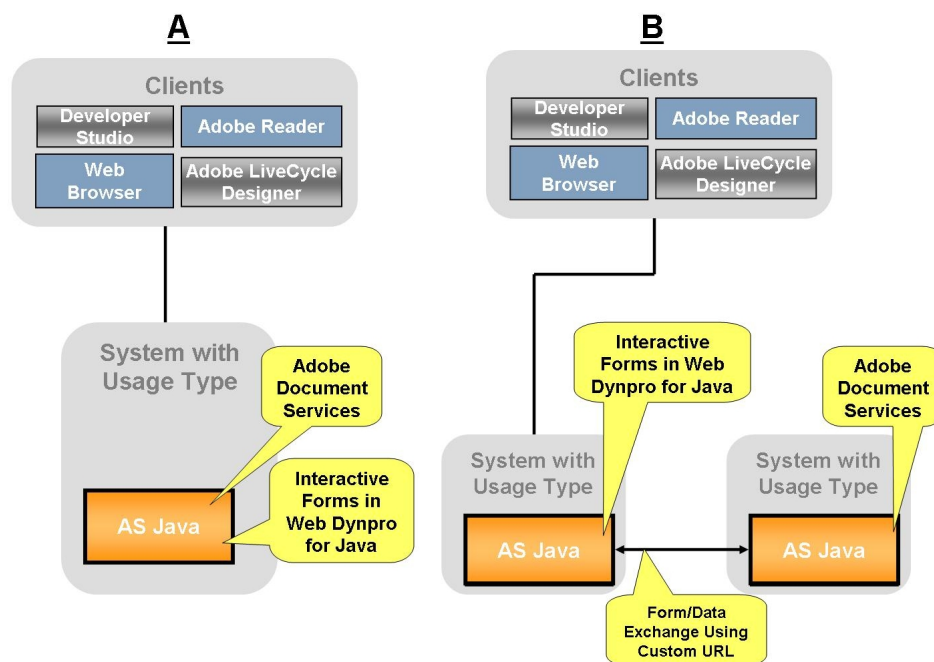 A
Clients
Developer
Studio
Adobe Reader
Web
Browser
Adobe LiveCycle
Designer
System with
Usage Type
Adobe
Document
Services
Interactive
Forms in
Web Dynpro
for Java
AS Java
B
Clients
Developer
Studio
Adobe Reader
Web
Browser
Adobe LiveCycle
Designer
Interactive
Forms in Web
Dynpro for Java
Adobe
Document
Services
System with
Usage Type
System with
Usage Type
AS Java
AS Java
Form/Data
Exchange Using
Custom URL